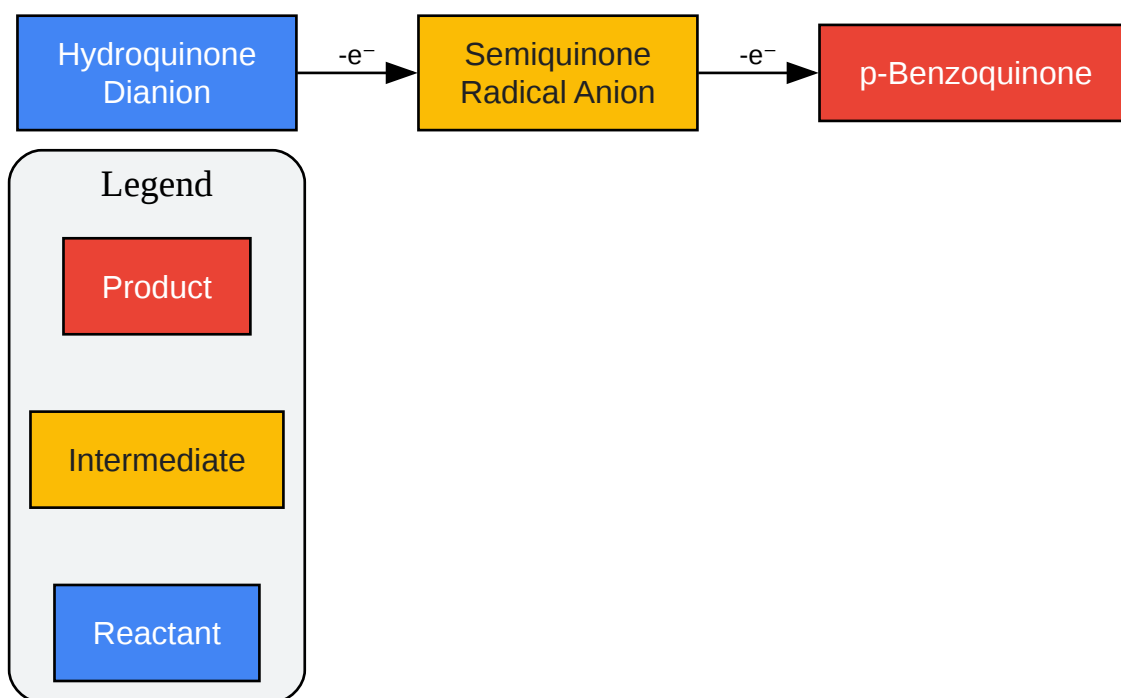 Hydroquinone
Dianion
-e⁻
Semiquinone
Radical Anion
-e⁻
p-Benzoquinone
Legend
Product
Intermediate
Reactant